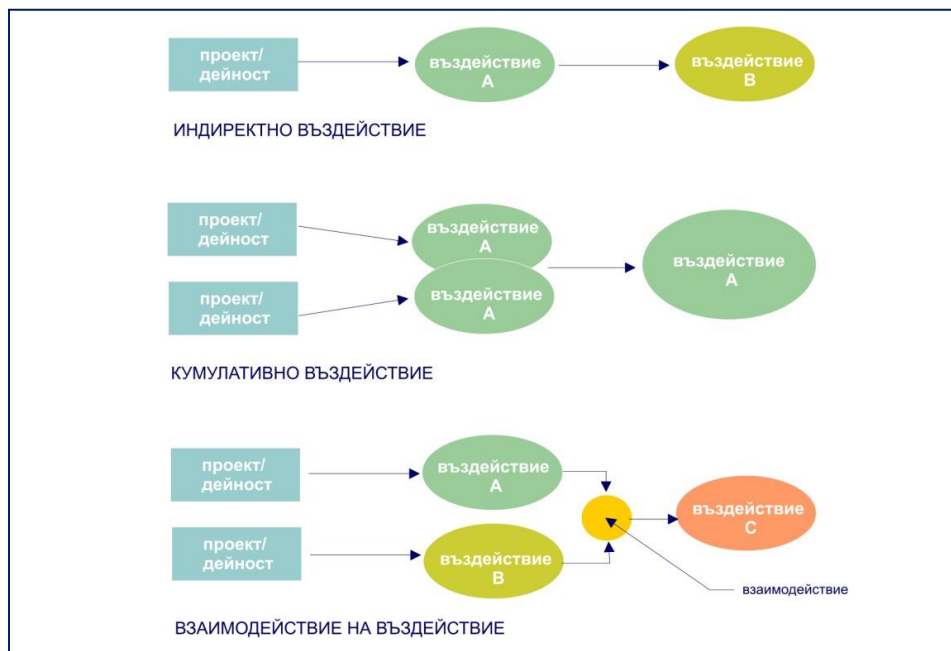 проект/
дейност
въздействие
А
въздействие
В
ИНДИРЕКТНО ВЪЗДЕЙСТВИЕ
проект/
дейност
въздействие
А
проект/
дейност
въздействие
А
въздействие
А
КУМУЛАТИВНО ВЪЗДЕЙСТВИЕ
проект/
дейност
въздействие
А
проект/
дейност
въздействие
В
въздействие
С
взаимодействие
ВЗАИМОДЕЙСТВИЕ НА ВЪЗДЕЙСТВИЕ